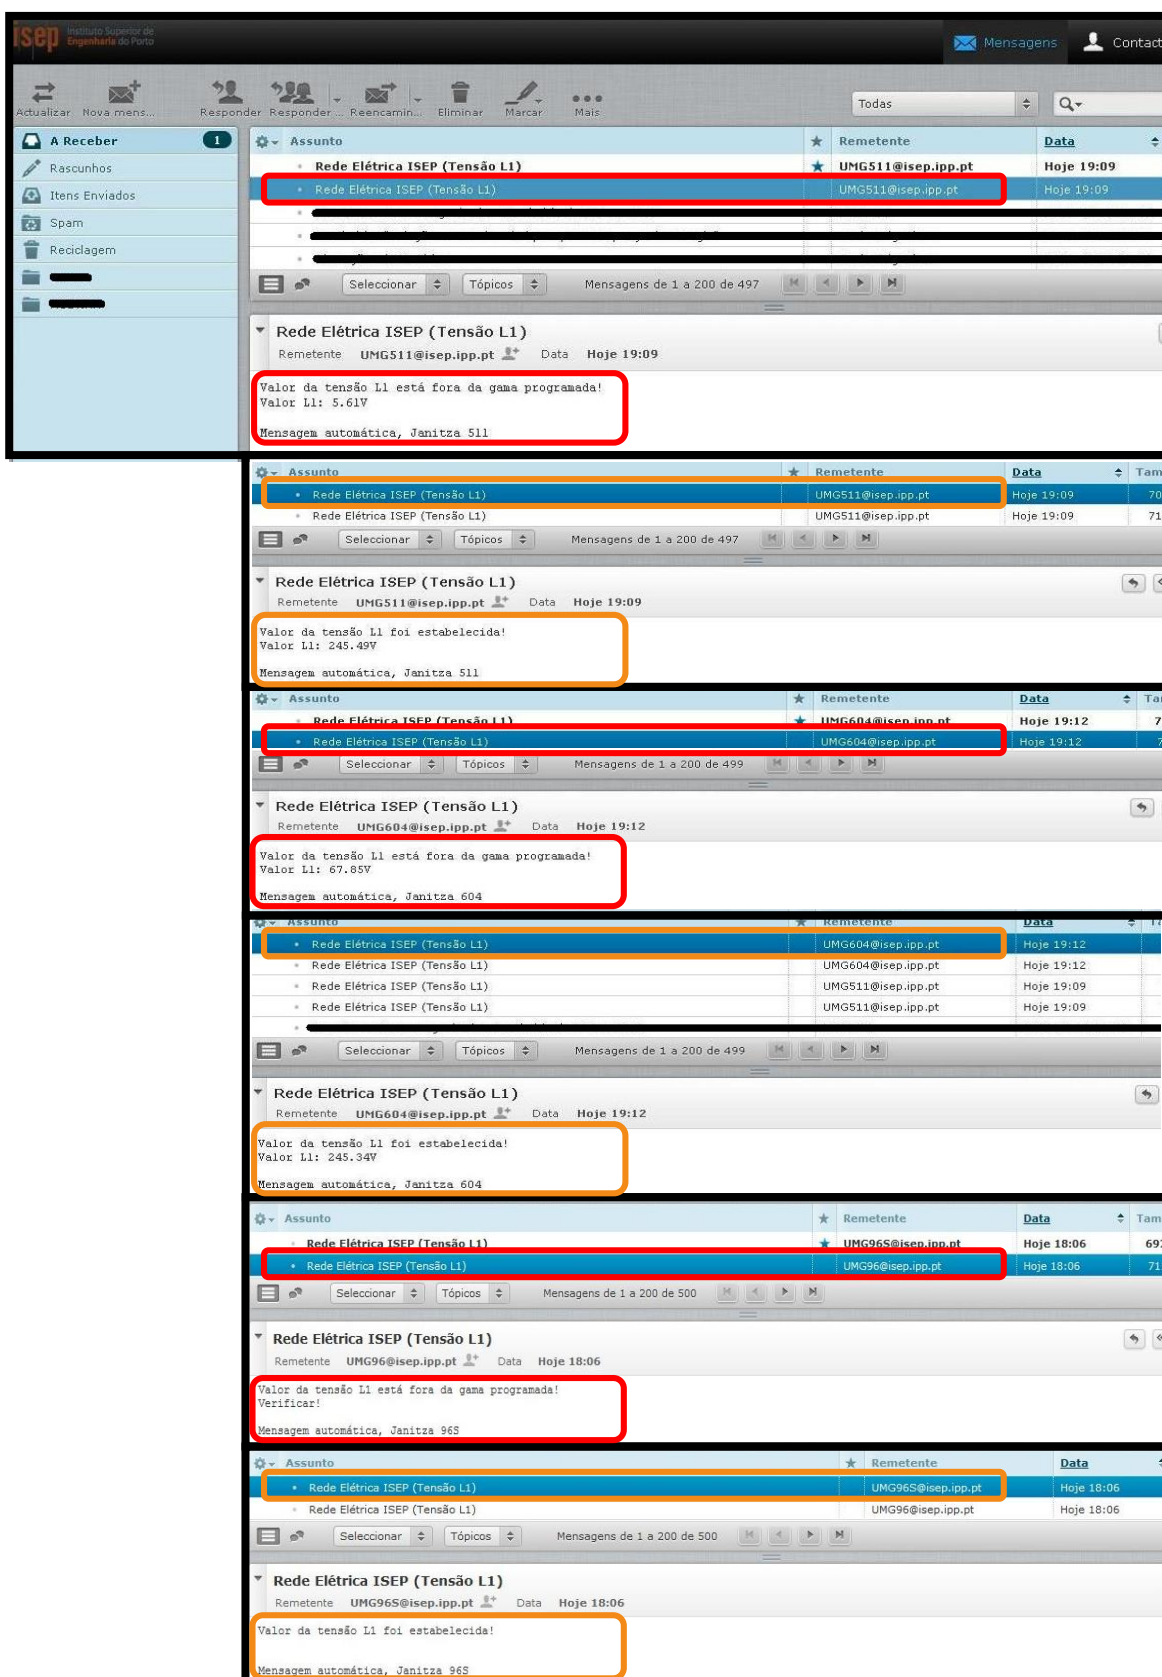 isep Instituto Superior de
Engenharia do Porto
Mensagens Contact
Actualizar Nova mens... Responder Responder ... Reencamin... Eliminar Marcar Mais
Todas
A Receber 1
Rascunhos
Itens Enviados
Spam
Reciclagem
Assunto Remetente Data
Rede Elétrica ISEP (Tensão L1) UMG511@isep.ipp.pt Hoje 19:09
Rede Elétrica ISEP (Tensão L1) UMG511@isep.ipp.pt Hoje 19:09
Seleccionar Tópicos Mensagens de 1 a 200 de 497
Rede Elétrica ISEP (Tensão L1)
Remetente UMG511@isep.ipp.pt Data Hoje 19:09
Valor da tensão L1 está fora da gama programada!
Valor L1: 5.61V
Mensagem automática, Janitza 511
Assunto Remetente Data Tam
Rede Elétrica ISEP (Tensão L1) UMG511@isep.ipp.pt Hoje 19:09 70
Rede Elétrica ISEP (Tensão L1) UMG511@isep.ipp.pt Hoje 19:09 71
Seleccionar Tópicos Mensagens de 1 a 200 de 497
Rede Elétrica ISEP (Tensão L1)
Remetente UMG511@isep.ipp.pt Data Hoje 19:09
Valor da tensão L1 foi estabelecida!
Valor L1: 245.49V
Mensagem automática, Janitza 511
Assunto Remetente Data
Rede Elétrica ISEP (Tensão L1) UMG604@isep.ipp.pt Hoje 19:12 7
Rede Elétrica ISEP (Tensão L1) UMG604@isep.ipp.pt Hoje 19:12
Seleccionar Tópicos Mensagens de 1 a 200 de 499
Rede Elétrica ISEP (Tensão L1)
Remetente UMG604@isep.ipp.pt Data Hoje 19:12
Valor da tensão L1 está fora da gama programada!
Valor L1: 67.85V
Mensagem automática, Janitza 604
Assunto Remetente Data
Rede Elétrica ISEP (Tensão L1) UMG604@isep.ipp.pt Hoje 19:12
Rede Elétrica ISEP (Tensão L1) UMG604@isep.ipp.pt Hoje 19:12
Rede Elétrica ISEP (Tensão L1) UMG511@isep.ipp.pt Hoje 19:09
Rede Elétrica ISEP (Tensão L1) UMG511@isep.ipp.pt Hoje 19:09
Seleccionar Tópicos Mensagens de 1 a 200 de 499
Rede Elétrica ISEP (Tensão L1)
Remetente UMG604@isep.ipp.pt Data Hoje 19:12
Valor da tensão L1 foi estabelecida!
Valor L1: 245.34V
Mensagem automática, Janitza 604
Assunto Remetente Data Tam
Rede Elétrica ISEP (Tensão L1) UMG96S@isep.ipp.pt Hoje 18:06 69
Rede Elétrica ISEP (Tensão L1) UMG96@isep.ipp.pt Hoje 18:06 71
Seleccionar Tópicos Mensagens de 1 a 200 de 500
Rede Elétrica ISEP (Tensão L1)
Remetente UMG96@isep.ipp.pt Data Hoje 18:06
Valor da tensão L1 está fora da gama programada!
Verificar!
Mensagem automática, Janitza 96S
Assunto Remetente Data
Rede Elétrica ISEP (Tensão L1) UMG96S@isep.ipp.pt Hoje 18:06
Rede Elétrica ISEP (Tensão L1) UMG96@isep.ipp.pt Hoje 18:06
Seleccionar Tópicos Mensagens de 1 a 200 de 500
Rede Elétrica ISEP (Tensão L1)
Remetente UMG96S@isep.ipp.pt Data Hoje 18:06
Valor da tensão L1 foi estabelecida!
Mensagem automática, Janitza 96S